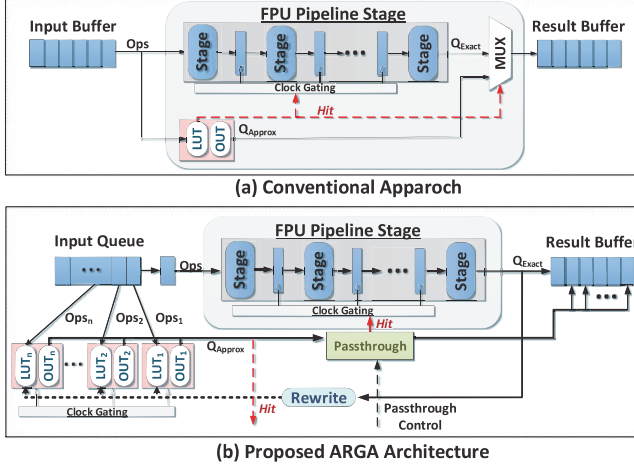 FPU Pipeline Stage
Input Buffer
Result Buffer
Ops
Stage
Stage
Stage
QExact
MUX
Clock Gating
Hit
LUT
OUT
QApprox
(a) Conventional Apparoch
FPU Pipeline Stage
Input Queue
Result Buffer
Ops
Stage
Stage
Stage
QExact
Clock Gating
Opsn
Ops2
Ops1
Hit
QApprox
Passthrough
LUTn
OUTn
LUT2
OUT2
LUT1
OUT1
Clock Gating
Hit
Rewrite
Passthrough
Control
(b) Proposed ARGA Architecture